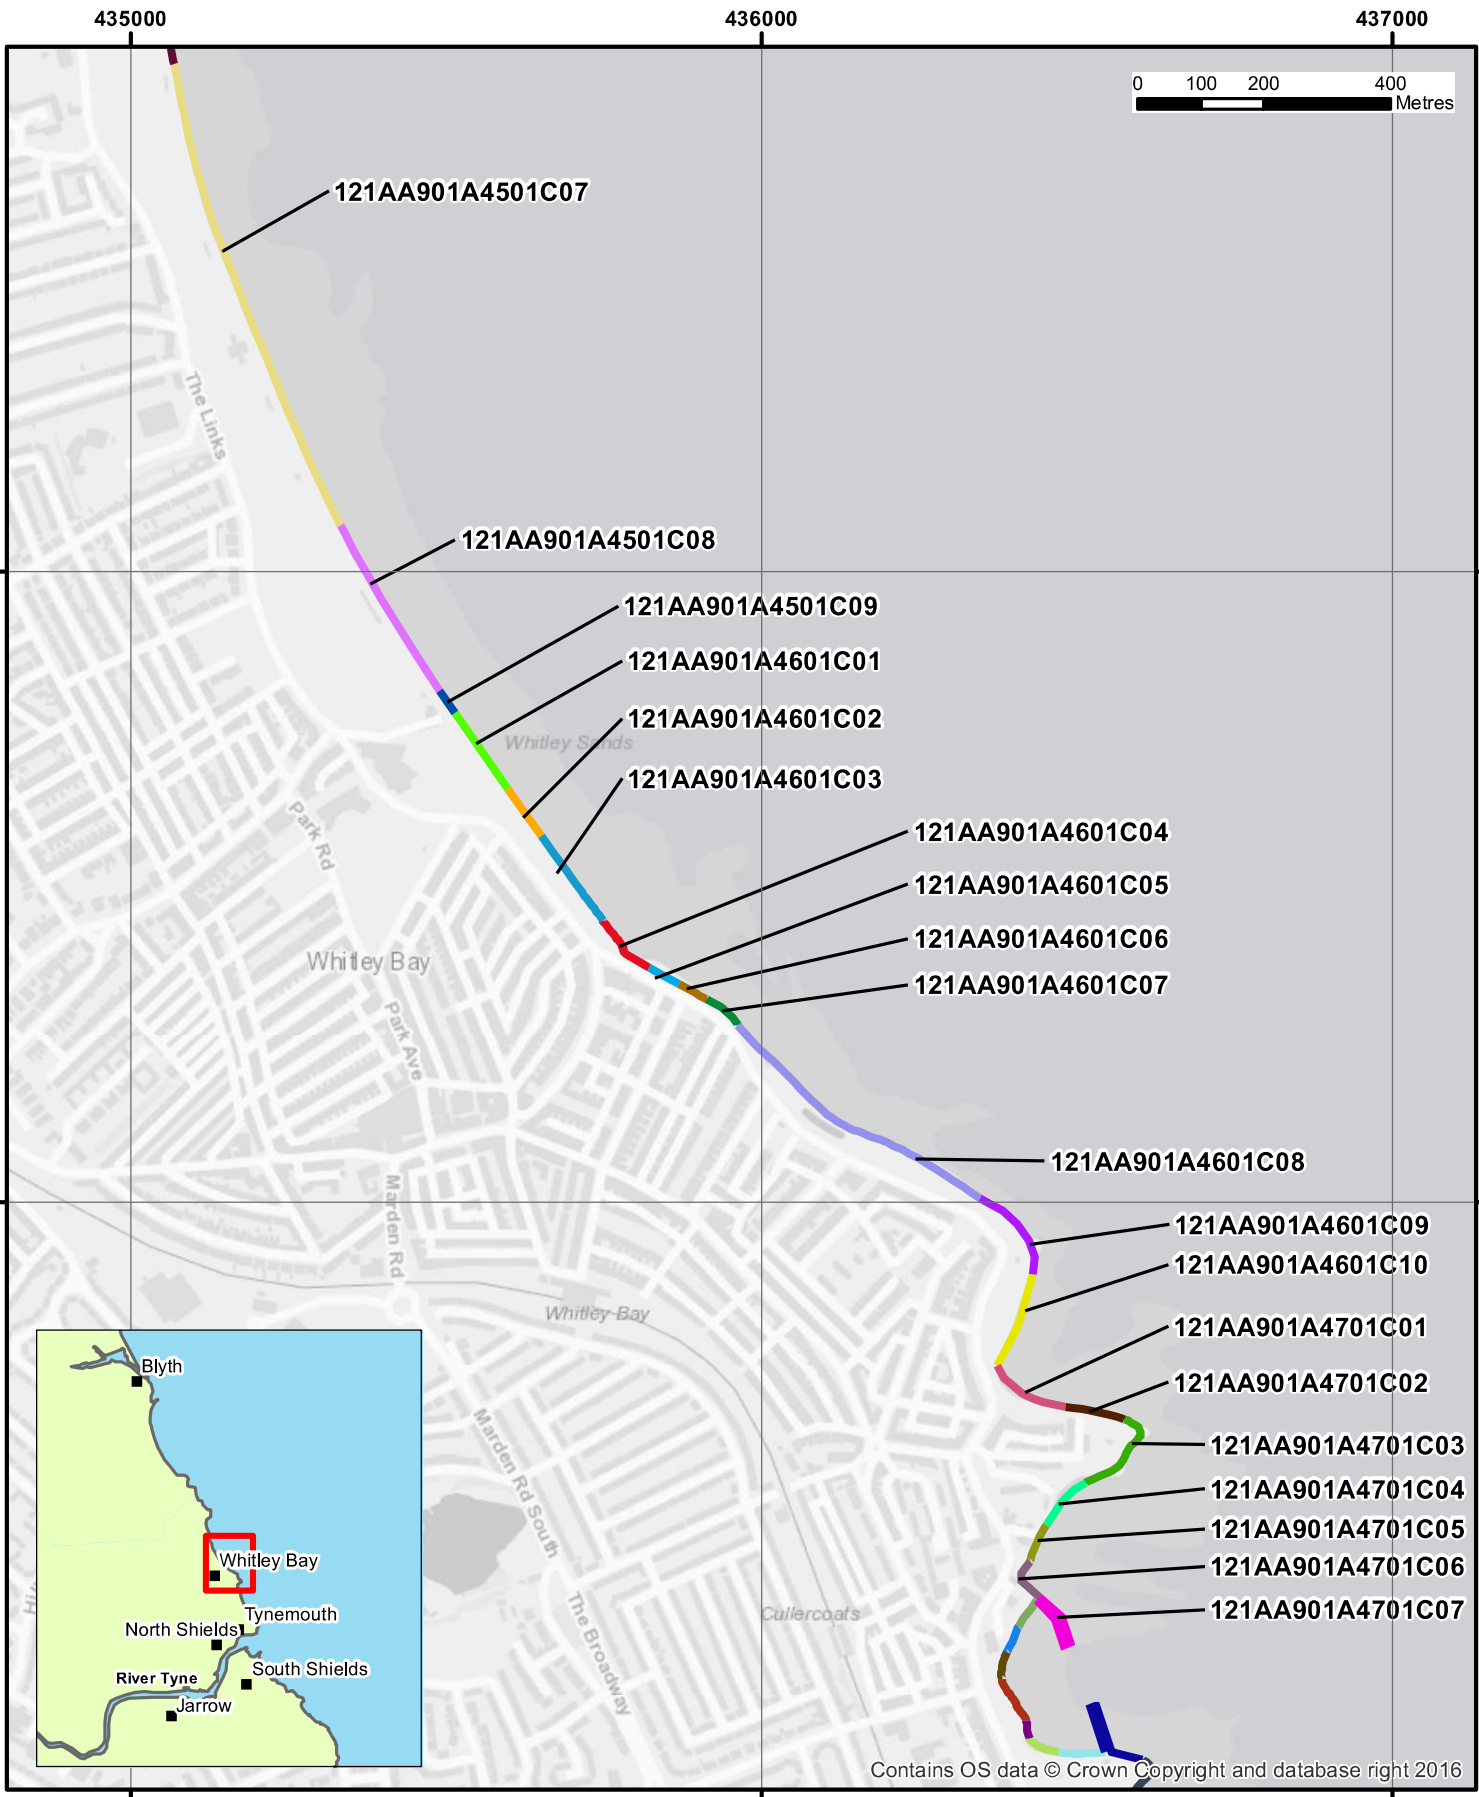 435000
436000
437000
0 100 200 400
Metres
121AA901A4501C07
The Links
121AA901A4501C08
121AA901A4501C09
121AA901A4601C01
121AA901A4601C02
Whitley Sands
121AA901A4601C03
Park Rd
121AA901A4601C04
121AA901A4601C05
121AA901A4601C06
Whitley Bay
121AA901A4601C07
Park Ave
121AA901A4601C08
Marden Rd
121AA901A4601C09
121AA901A4601C10
Whitley Bay
121AA901A4701C01
121AA901A4701C02
Marden Rd South
121AA901A4701C03
121AA901A4701C04
121AA901A4701C05
121AA901A4701C06
121AA901A4701C07
Cullercoats
The Broadway
Blyth
Whitley Bay
Tynemouth
North Shields
South Shields
River Tyne
Jarrow
Contains OS data © Crown Copyright and database right 2016